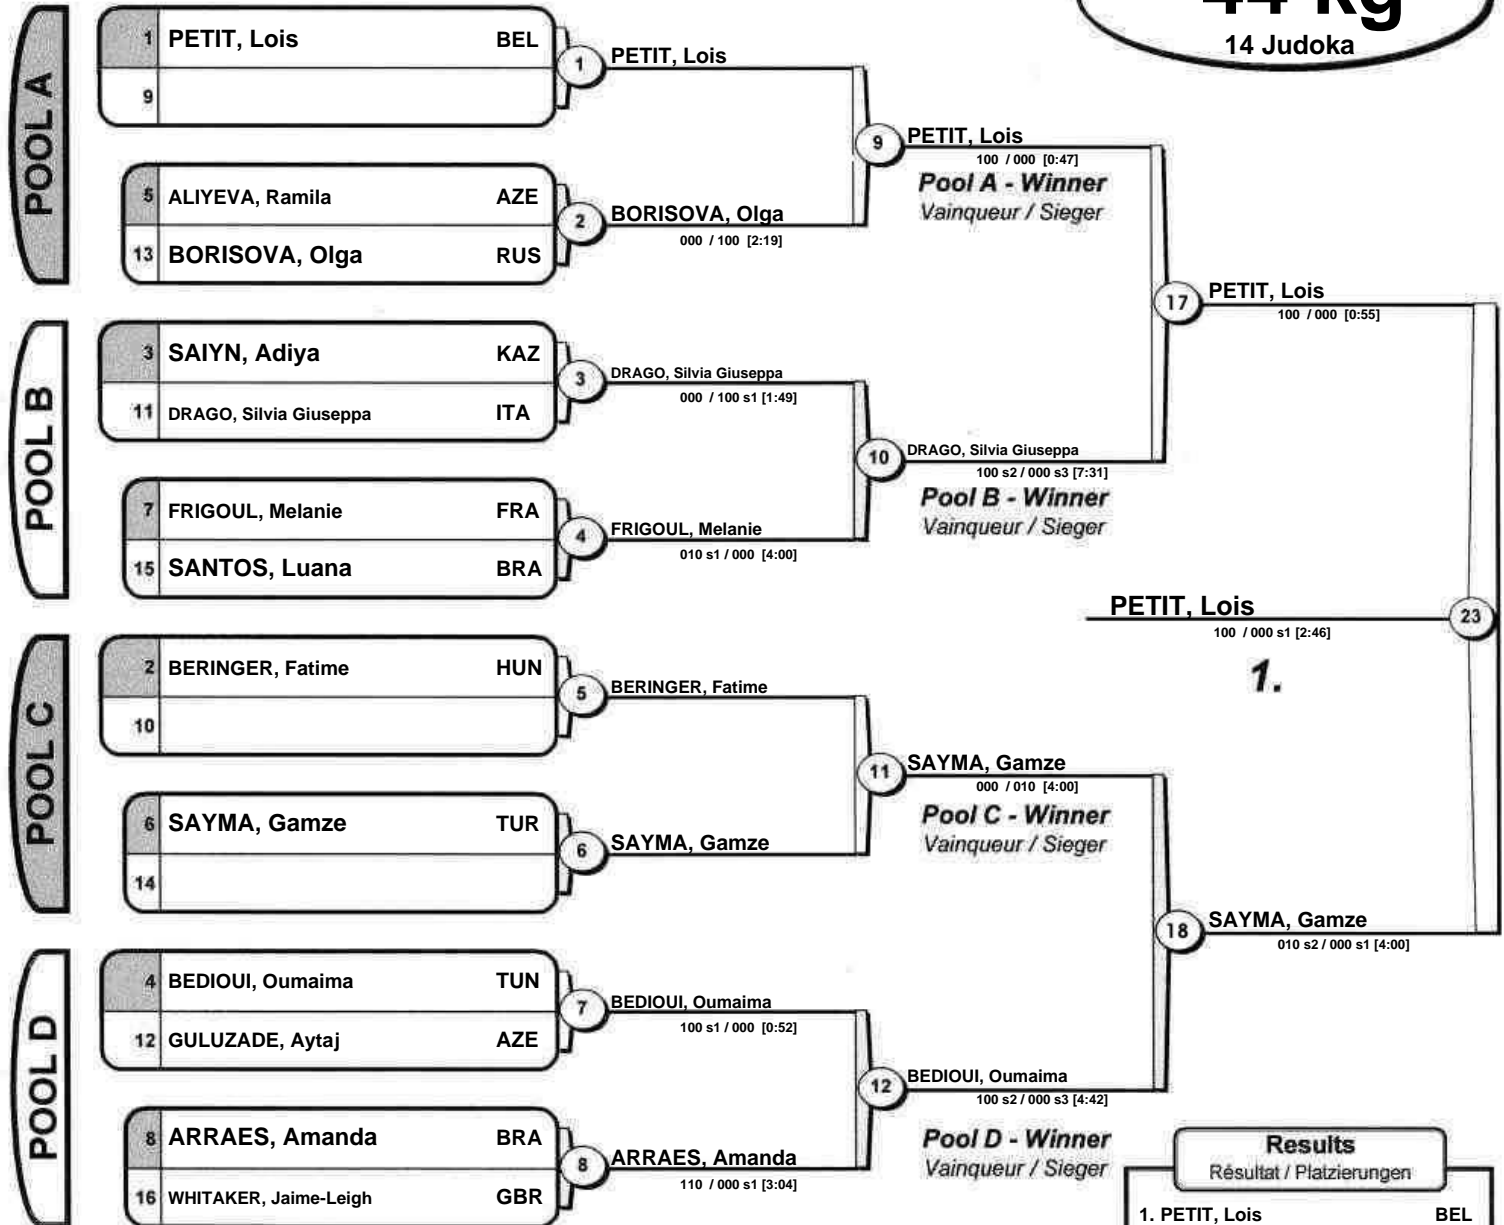 44 kg
14 Judoka
POOL A
1 PETIT, Lois BEL
9
5 ALIYEVA, Ramila AZE
13 BORISOVA, Olga RUS
1 PETIT, Lois
2 BORISOVA, Olga
000 / 100 [2:19]
9 PETIT, Lois
100 / 000 [0:47]
Pool A - Winner
Vainqueur / Sieger
POOL B
3 SAIYN, Adiya KAZ
11 DRAGO, Silvia Giuseppa ITA
7 FRIGOUL, Melanie FRA
15 SANTOS, Luana BRA
3 DRAGO, Silvia Giuseppa
000 / 100 s1 [1:49]
4 FRIGOUL, Melanie
010 s1 / 000 [4:00]
10 DRAGO, Silvia Giuseppa
100 s2 / 000 s3 [7:31]
Pool B - Winner
Vainqueur / Sieger
17 PETIT, Lois
100 / 000 [0:55]
PETIT, Lois 23
100 / 000 s1 [2:46]
1.
POOL C
2 BERINGER, Fatime HUN
10
6 SAYMA, Gamze TUR
14
5 BERINGER, Fatime
6 SAYMA, Gamze
11 SAYMA, Gamze
000 / 010 [4:00]
Pool C - Winner
Vainqueur / Sieger
18 SAYMA, Gamze
010 s2 / 000 s1 [4:00]
POOL D
4 BEDIOUI, Oumaima TUN
12 GULUZADE, Aytaj AZE
8 ARRAES, Amanda BRA
16 WHITAKER, Jaime-Leigh GBR
7 BEDIOUI, Oumaima
100 s1 / 000 [0:52]
8 ARRAES, Amanda
110 / 000 s1 [3:04]
12 BEDIOUI, Oumaima
100 s2 / 000 s3 [4:42]
Pool D - Winner
Vainqueur / Sieger
Results
Résultat / Platzierungen
1. PETIT, Lois BEL